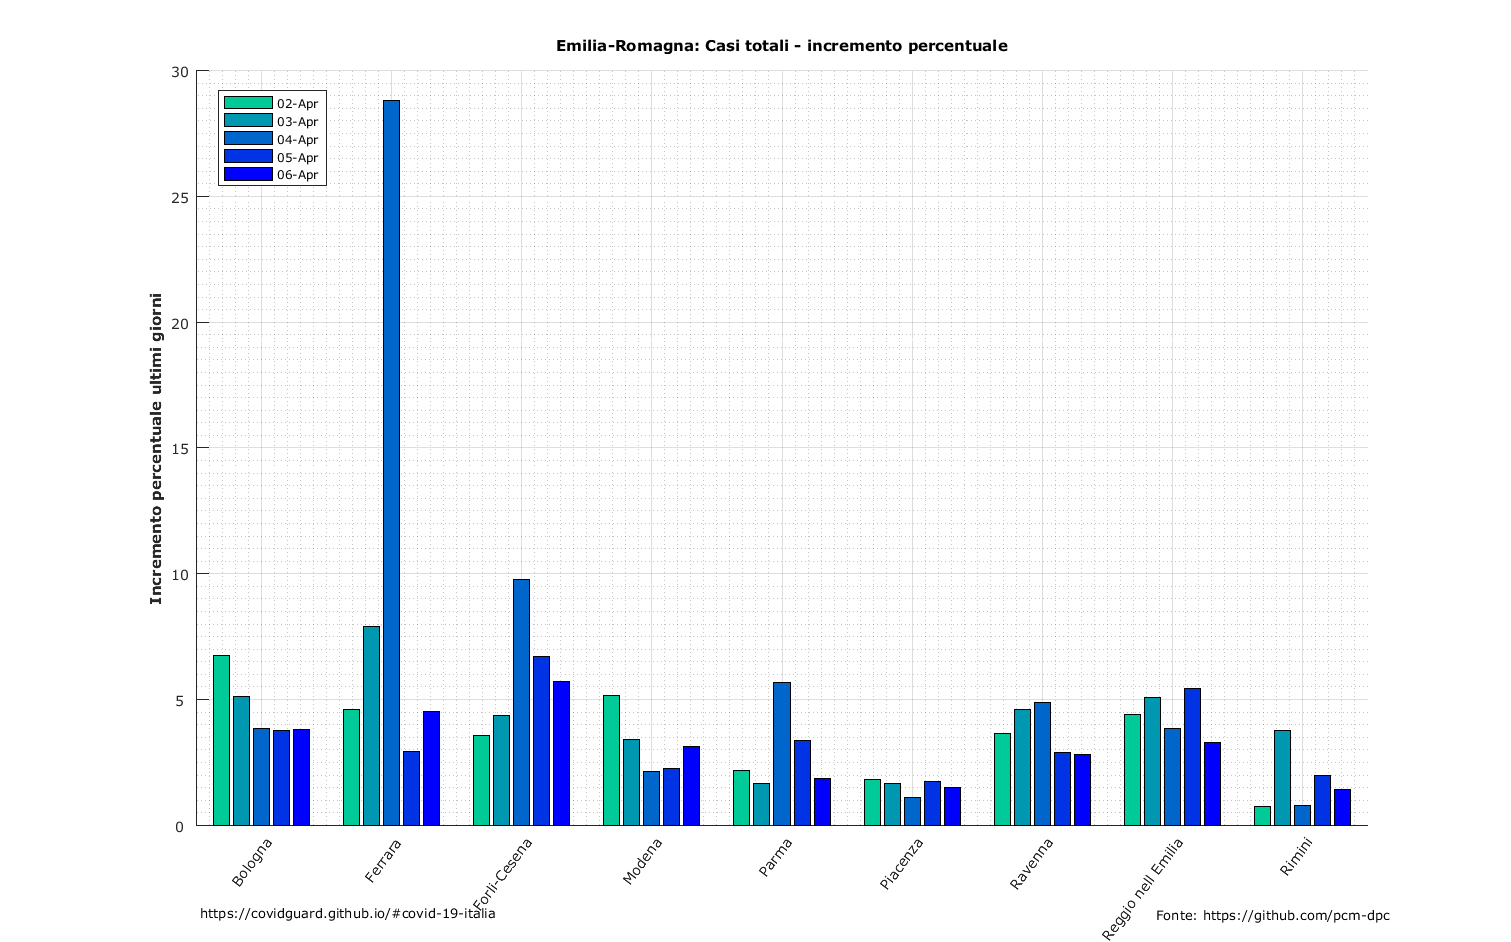 Emilia-Romagna: Casi totali - incremento percentuale
Incremento percentuale ultimi giorni
30
25
20
15
10
5
0
02-Apr
03-Apr
04-Apr
05-Apr
06-Apr
Bologna
Ferrara
Forlì-Cesena
Modena
Parma
Piacenza
Ravenna
Reggio nell Emilia
Rimini
https://covidguard.github.io/#covid-19-italia
Fonte: https://github.com/pcm-dpc